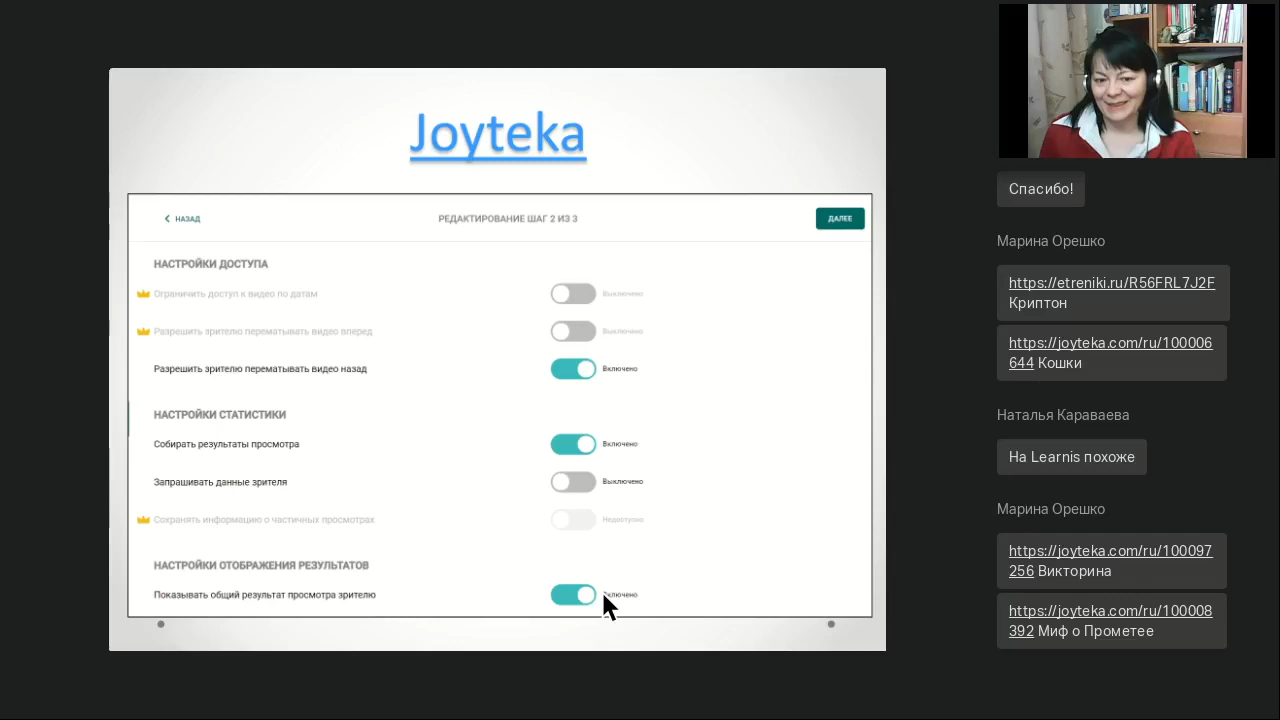 Joyteka
НАЗАД
РЕДАКТИРОВАНИЕ ШАГ 2 ИЗ 3
ДАЛЕЕ
НАСТРОЙКИ ДОСТУПА
Ограничить доступ к видео по датам
Выключено
Разрешить зрителю перематывать видео вперед
Выключено
Разрешить зрителю перематывать видео назад
Включено
НАСТРОЙКИ СТАТИСТИКИ
Собирать результаты просмотра
Включено
Запрашивать данные зрителя
Выключено
Сохранять информацию о частичных просмотрах
Недоступно
НАСТРОЙКИ ОТОБРАЖЕНИЯ РЕЗУЛЬТАТОВ
Показывать общий результат просмотра зрителю
Включено
Спасибо!
Марина Орешко
https://etreniki.ru/R56FRL7J2F
Криптон
https://joyteka.com/ru/100006
644 Кошки
Наталья Караваева
На Learnis похоже
Марина Орешко
https://joyteka.com/ru/100097
256 Викторина
https://joyteka.com/ru/100008
392 Миф о Прометее